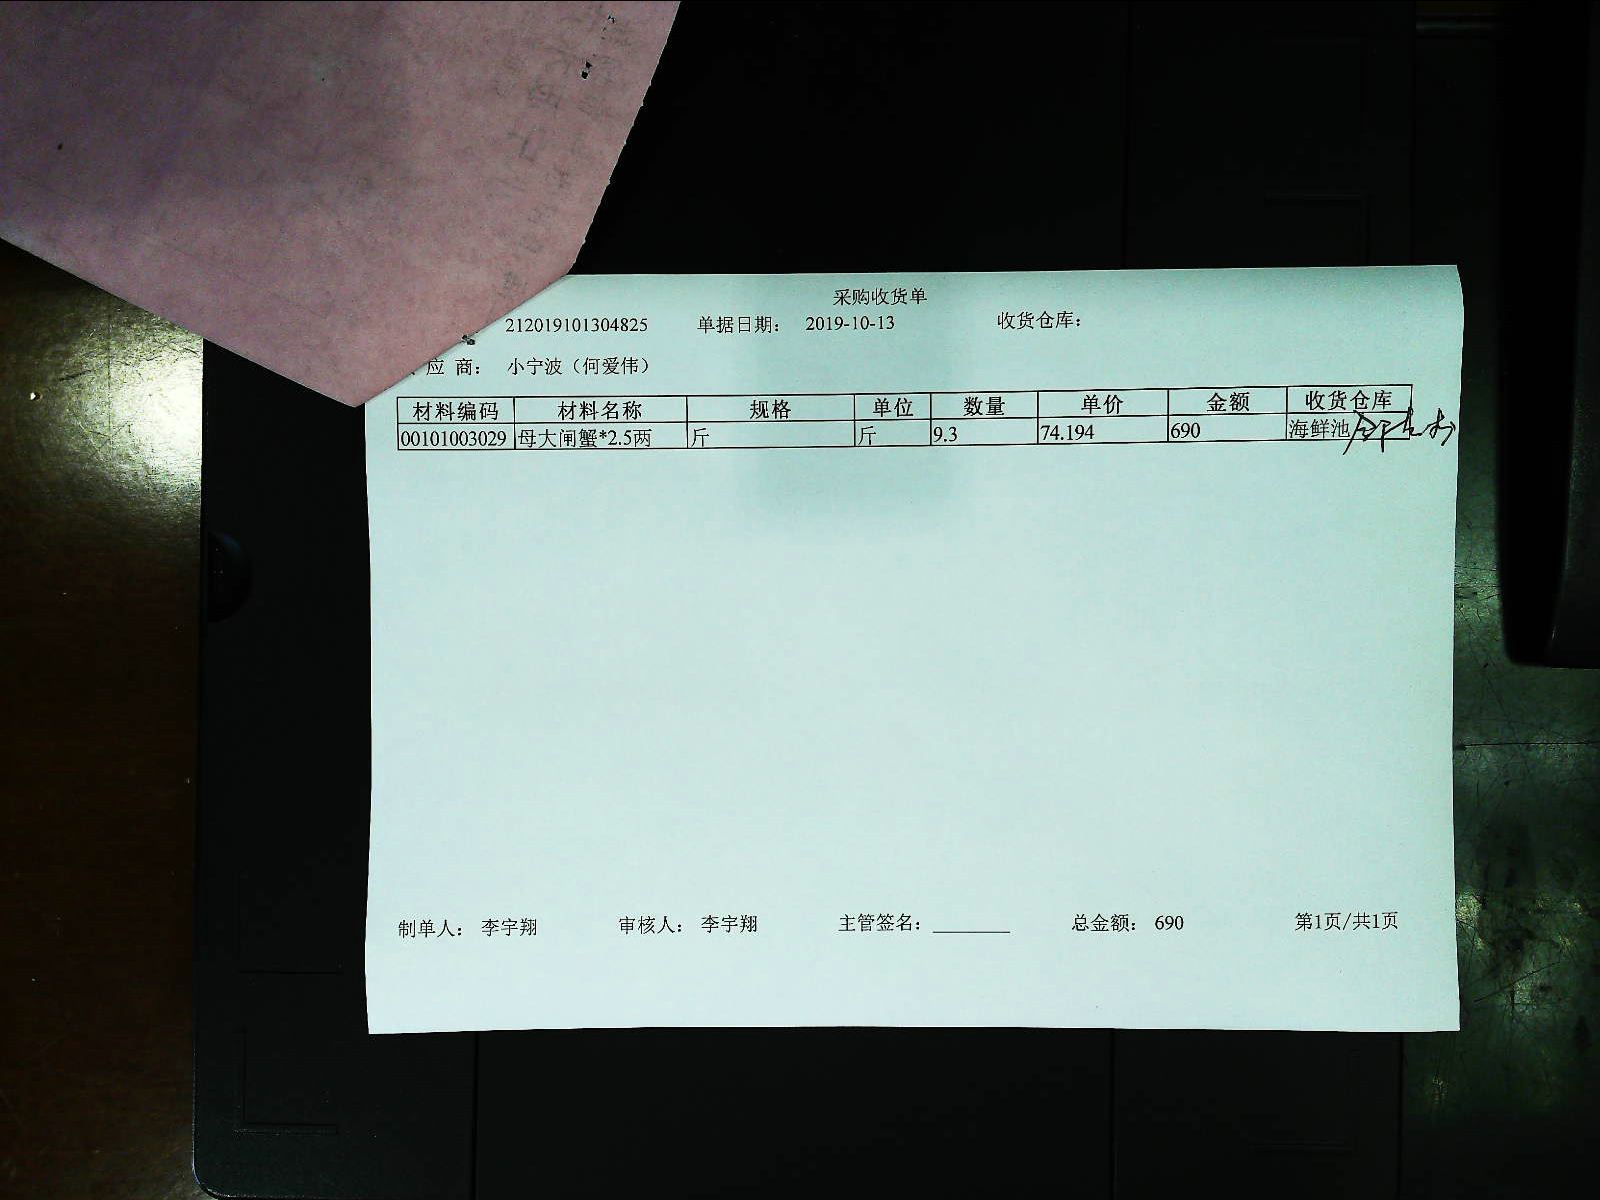 采购收货单
212019101304825 单据日期： 2019-10-13 收货仓库：
应 商： 小宁波（何爱伟）
材料编码 材料名称 规格 单位 数量 单价 金额 收货仓库
00101003029 母大闸蟹*2.5两 斤 斤 9.3 74.194 690 海鲜池
制单人： 李宇翔 审核人： 李宇翔 主管签名： 总金额： 690 第1页/共1页